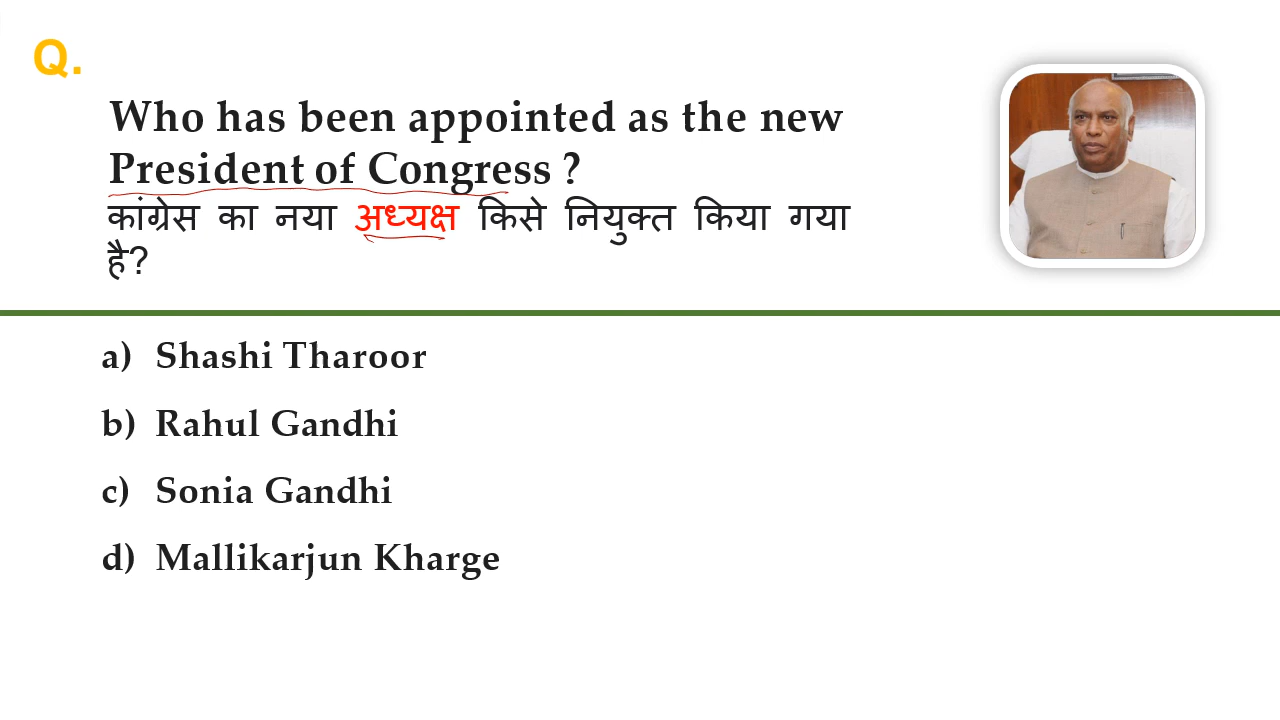 Q.
Who has been appointed as the new
President of Congress ?
कांग्रेस का नया अध्यक्ष किसे नियुक्त किया गया
है?
a) Shashi Tharoor
b) Rahul Gandhi
c) Sonia Gandhi
d) Mallikarjun Kharge